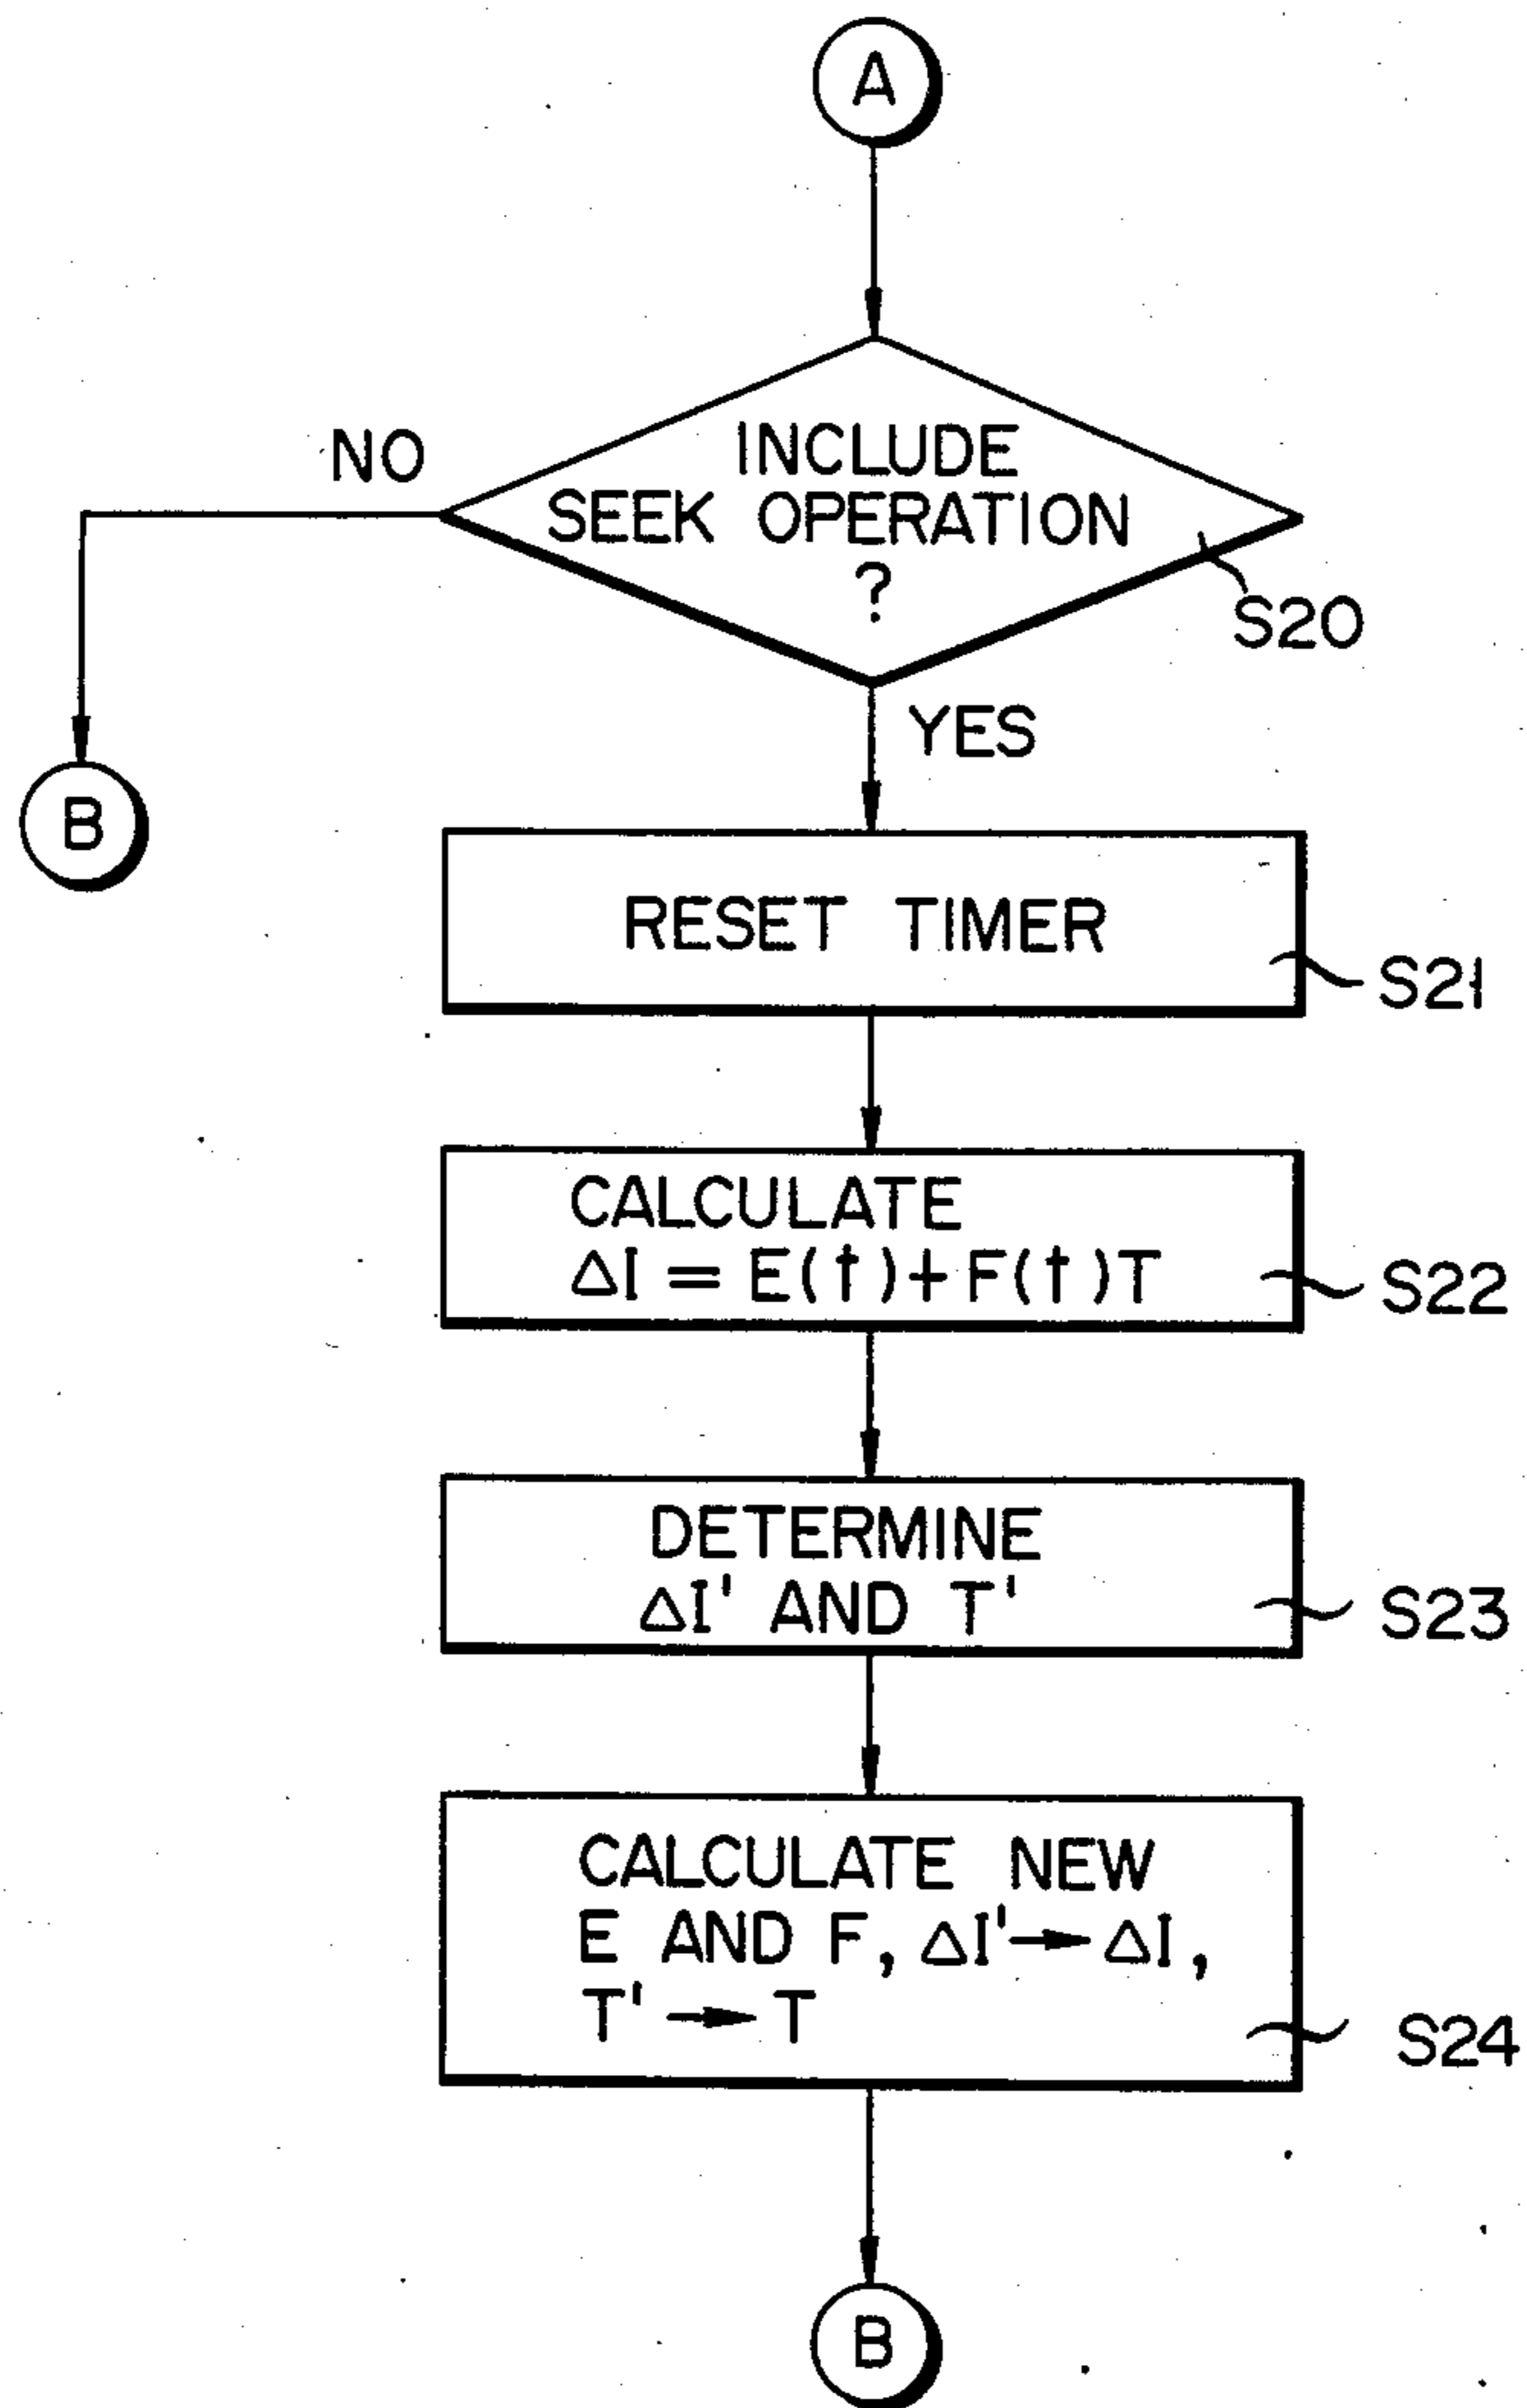 A
NO
INCLUDE
SEEK OPERATION
?
S20
YES
B
RESET TIMER
S21
CALCULATE
ΔI = E(t) + F(t)T
S22
DETERMINE
ΔI' AND T'
S23
CALCULATE NEW
E AND F, ΔI' → ΔI,
T' → T
S24
B